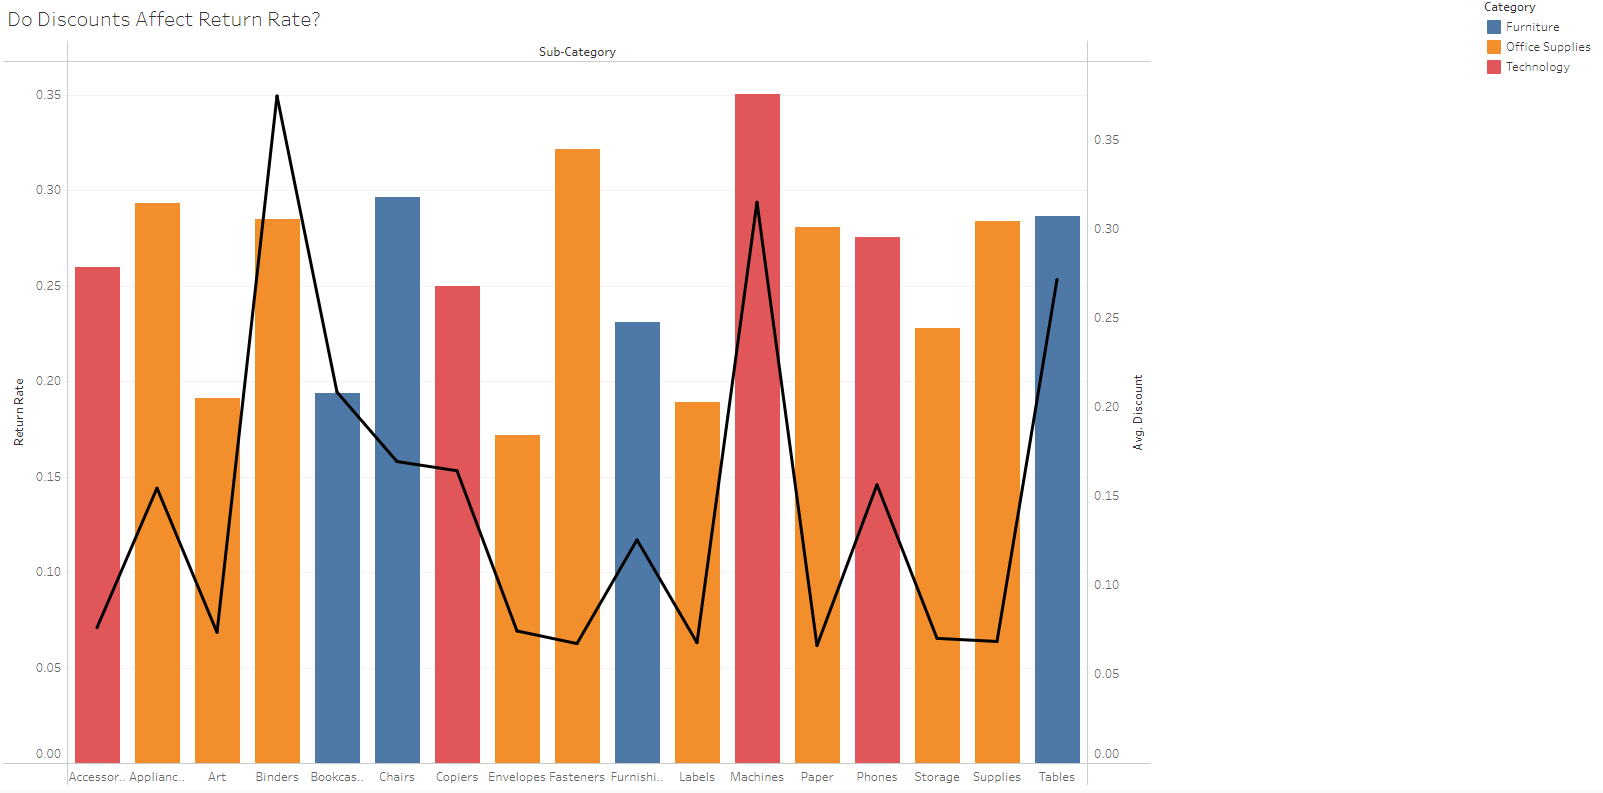 Do Discounts Affect Return Rate?
Category
Furniture
Office Supplies
Technology
Sub-Category
0.35
0.30
0.25
0.20
0.15
0.10
0.05
0.00
Return Rate
0.35
0.30
0.25
0.20
0.15
0.10
0.05
0.00
Avg. Discount
Accessor.. Applianc.. Art Binders Bookcas.. Chairs Copiers Envelopes Fasteners Furnishi.. Labels Machines Paper Phones Storage Supplies Tables